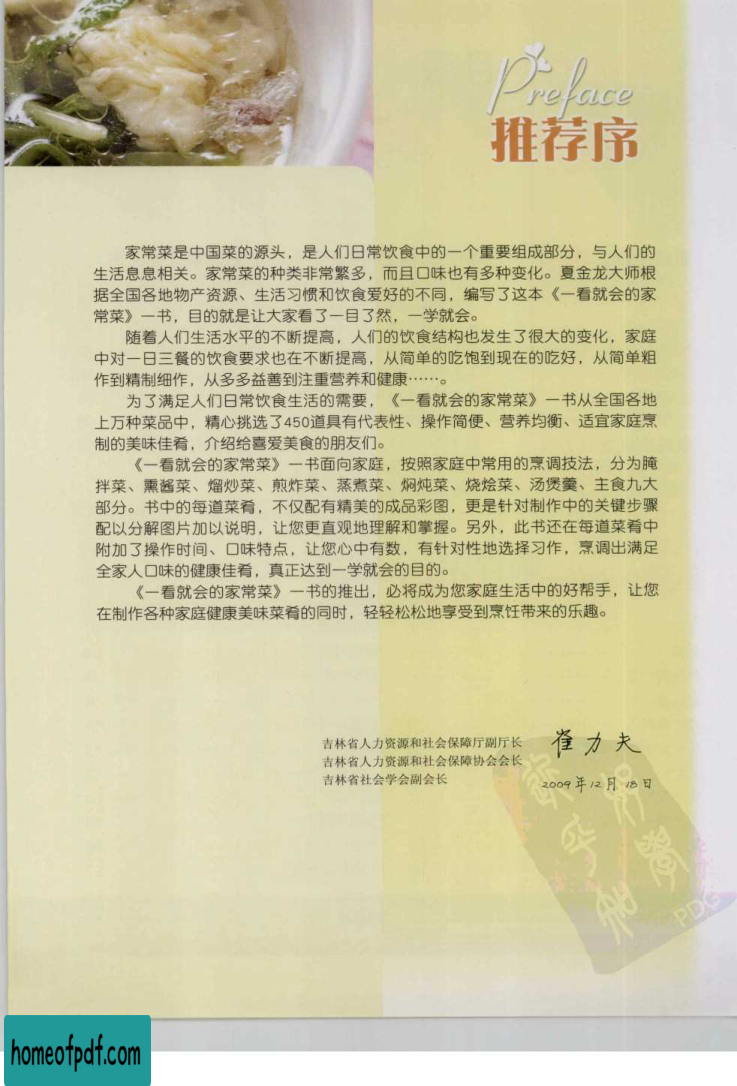 Preface
推荐序
家常菜是中国菜的源头，是人们日常饮食中的一个重要组成部分，与人们的
生活息息相关。家常菜的种类非常繁多，而且口味也有多种变化。夏金龙大师根
据全国各地物产资源、生活习惯和饮食爱好的不同，编写了这本《一看就会的家
常菜》一书，目的就是让大家看了一目了然，一学就会。
随着人们生活水平的不断提高，人们的饮食结构也发生了很大的变化，家庭
中对一日三餐的饮食要求也在不断提高，从简单的吃饱到现在的吃好，从简单粗
作到精制细作，从多多益善到注重营养和健康……。
为了满足人们日常饮食生活的需要，《一看就会的家常菜》一书从全国各地
上万种菜品中，精心挑选了450道具有代表性、操作简便、营养均衡、适宜家庭烹
制的美味佳肴，介绍给喜爱美食的朋友们。
《一看就会的家常菜》一书面向家庭，按照家庭中常用的烹调技法，分为腌
拌菜、熏酱菜、熘炒菜、煎炸菜、蒸煮菜、焖炖菜、烧烩菜、汤煲羹、主食九大
部分。书中的每道菜肴，不仅配有精美的成品彩图，更是针对制作中的关键步骤
配以分解图片加以说明，让您更直观地理解和掌握。另外，此书还在每道菜肴中
附加了操作时间、口味特点，让您心中有数，有针对性地选择习作，烹调出满足
全家人口味的健康佳肴，真正达到一学就会的目的。
《一看就会的家常菜》一书的推出，必将成为您家庭生活中的好帮手，让您
在制作各种家庭健康美味菜肴的同时，轻轻松松地享受到烹饪带来的乐趣。
吉林省人力资源和社会保障厅副厅长
崔力夫
吉林省人力资源和社会保障协会会长
吉林省社会学会副会长
2009年12月18日
PDG
homeofpdf.com